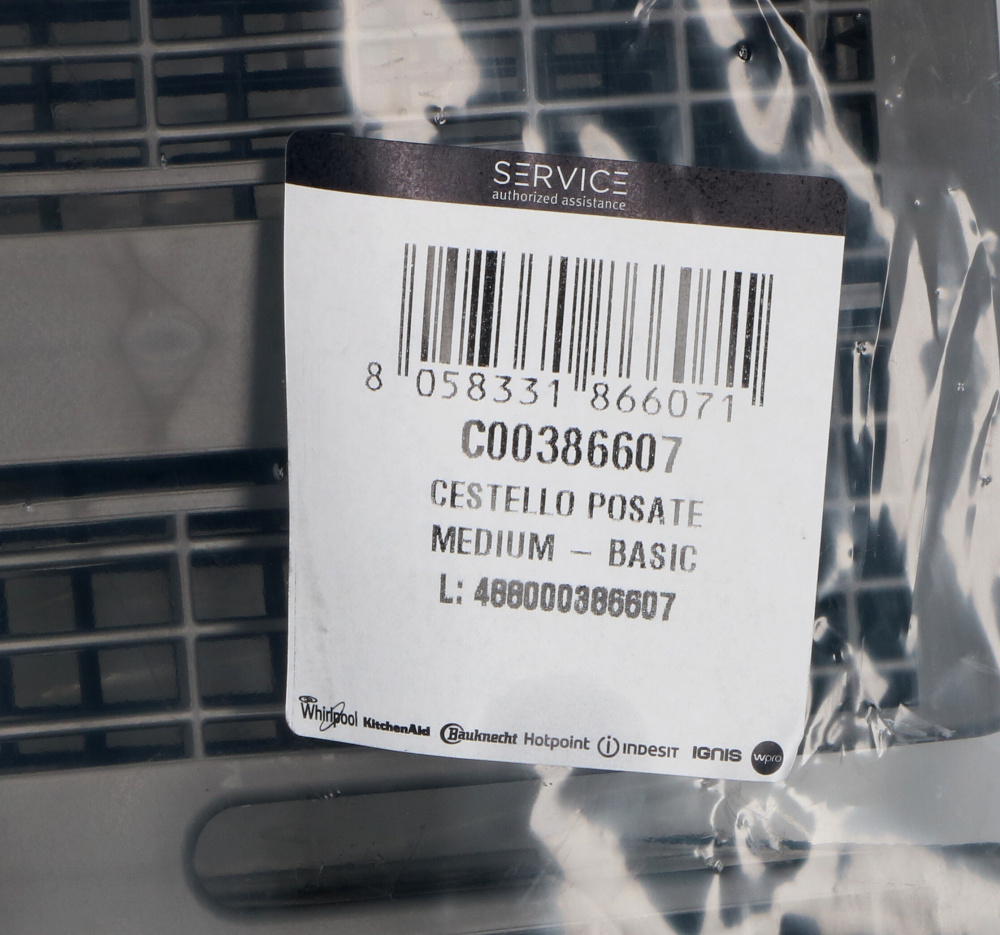 SERVICE
authorized assistance
8 058331 866071
C00386607
CESTELLO POSATE
MEDIUM – BASIC
L: 488000386607
Whirlpool KitchenAid Bauknecht Hotpoint indesit IGNIS wpro